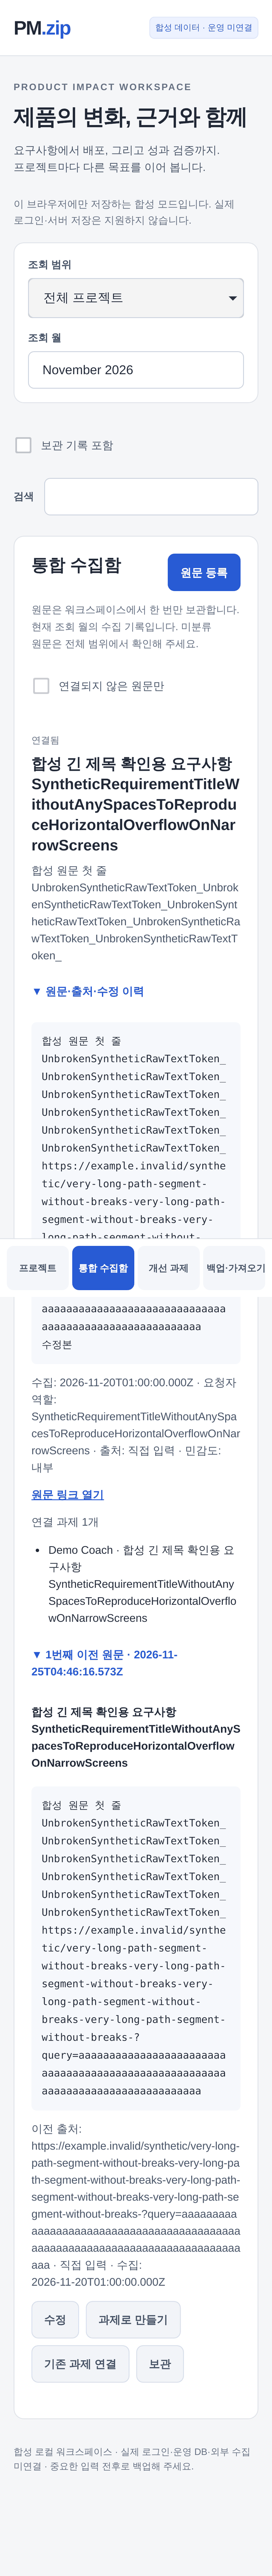 PM.zip
합성 데이터 · 운영 미연결
PRODUCT IMPACT WORKSPACE
제품의 변화, 근거와 함께
요구사항에서 배포, 그리고 성과 검증까지.
프로젝트마다 다른 목표를 이어 봅니다.
이 브라우저에만 저장하는 합성 모드입니다. 실제
로그인·서버 저장은 지원하지 않습니다.
조회 범위
전체 프로젝트
조회 월
November 2026
보관 기록 포함
검색
통합 수집함
원문 등록
원문은 워크스페이스에서 한 번만 보관합니다.
현재 조회 월의 수집 기록입니다. 미분류
원문은 전체 범위에서 확인해 주세요.
연결되지 않은 원문만
연결됨
합성 긴 제목 확인용 요구사항
SyntheticRequirementTitleW
ithoutAnySpacesToReprodu
ceHorizontalOverflowOnNar
rowScreens
합성 원문 첫 줄
UnbrokenSyntheticRawTextToken_Unbrok
enSyntheticRawTextToken_UnbrokenSynt
heticRawTextToken_UnbrokenSyntheticRa
wTextToken_UnbrokenSyntheticRawTextT
oken_
▼ 원문·출처·수정 이력
합성 원문 첫 줄
UnbrokenSyntheticRawTextToken_
UnbrokenSyntheticRawTextToken_
UnbrokenSyntheticRawTextToken_
UnbrokenSyntheticRawTextToken_
UnbrokenSyntheticRawTextToken_
UnbrokenSyntheticRawTextToken_
https://example.invalid/synthe
tic/very-long-path-segment-
without-breaks-very-long-path-
segment-without-breaks-very-
long-path-segment-without-
프로젝트
통합 수집함
개선 과제
백업·가져오기
aaaaaaaaaaaaaaaaaaaaaaaaaaaaaa
aaaaaaaaaaaaaaaaaaaaaaaaaa
수정본
수집: 2026-11-20T01:00:00.000Z · 요청자
역할:
SyntheticRequirementTitleWithoutAnySpa
cesToReproduceHorizontalOverflowOnNar
rowScreens · 출처: 직접 입력 · 민감도:
내부
원문 링크 열기
연결 과제 1개
• Demo Coach · 합성 긴 제목 확인용 요
구사항
SyntheticRequirementTitleWithoutAny
SpacesToReproduceHorizontalOverflo
wOnNarrowScreens
▼ 1번째 이전 원문 · 2026-11-
25T04:46:16.573Z
합성 긴 제목 확인용 요구사항
SyntheticRequirementTitleWithoutAnyS
pacesToReproduceHorizontalOverflow
OnNarrowScreens
합성 원문 첫 줄
UnbrokenSyntheticRawTextToken_
UnbrokenSyntheticRawTextToken_
UnbrokenSyntheticRawTextToken_
UnbrokenSyntheticRawTextToken_
UnbrokenSyntheticRawTextToken_
UnbrokenSyntheticRawTextToken_
https://example.invalid/synthe
tic/very-long-path-segment-
without-breaks-very-long-path-
segment-without-breaks-very-
long-path-segment-without-
breaks-very-long-path-segment-
without-breaks-?
query=aaaaaaaaaaaaaaaaaaaaaaaa
aaaaaaaaaaaaaaaaaaaaaaaaaaaaaa
aaaaaaaaaaaaaaaaaaaaaaaaaa
이전 출처:
https://example.invalid/synthetic/very-long-
path-segment-without-breaks-very-long-pa
th-segment-without-breaks-very-long-path-
segment-without-breaks-very-long-path-se
gment-without-breaks-?query=aaaaaaaaa
aaaaaaaaaaaaaaaaaaaaaaaaaaaaaaaaaa
aaaaaaaaaaaaaaaaaaaaaaaaaaaaaaaaaa
aaa · 직접 입력 · 수집:
2026-11-20T01:00:00.000Z
수정
과제로 만들기
기존 과제 연결
보관
합성 로컬 워크스페이스 · 실제 로그인·운영 DB·외부 수집
미연결 · 중요한 입력 전후로 백업해 주세요.